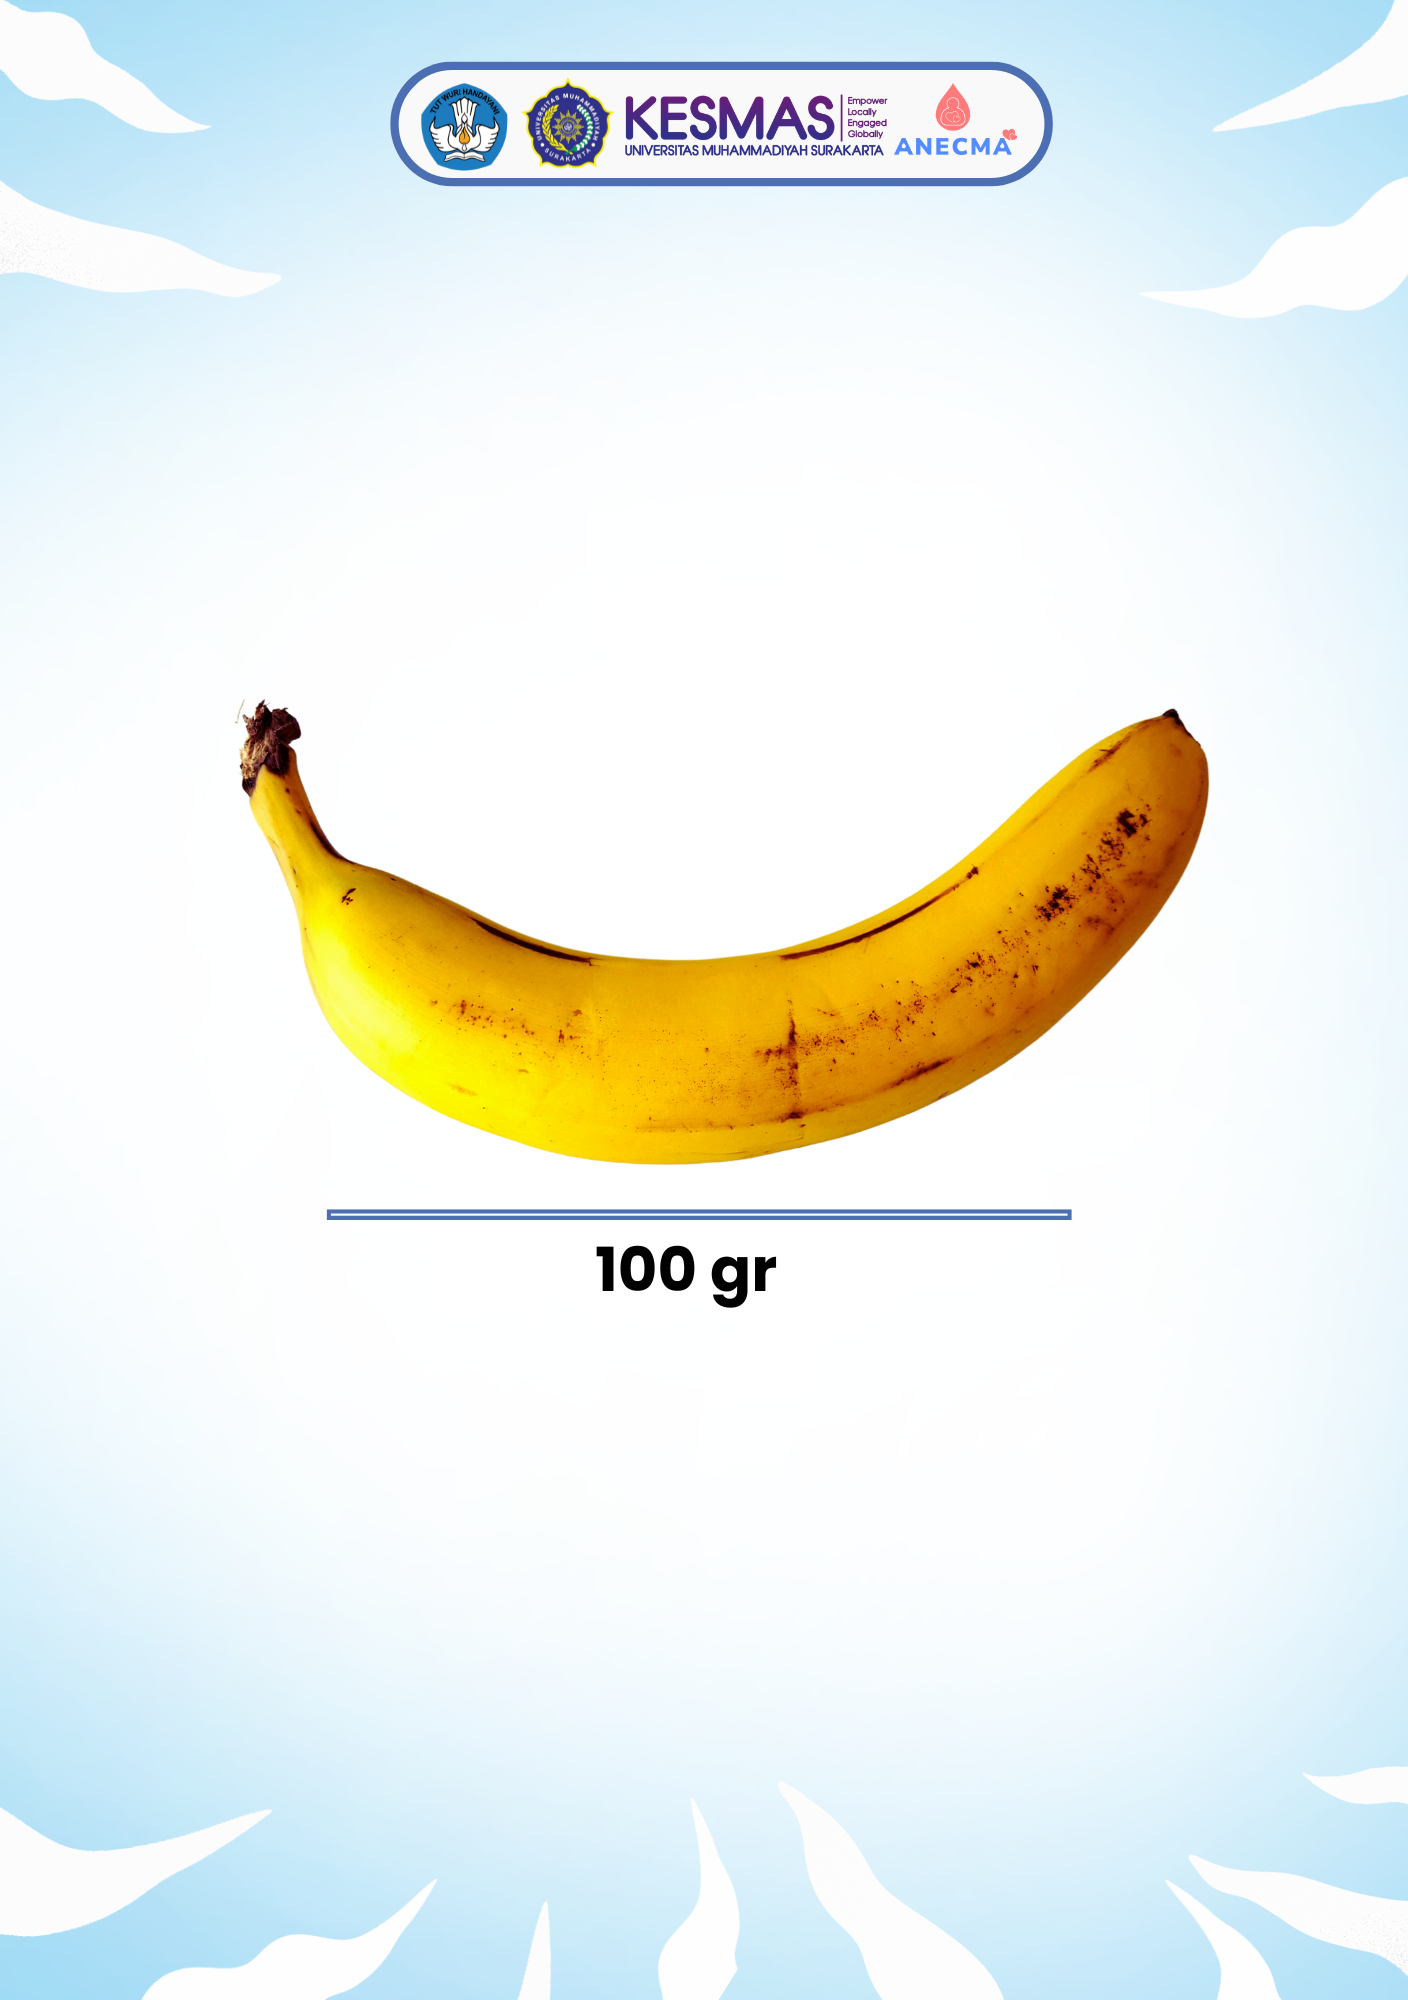 TUT WURI HANDAYANI
UNIVERSITAS MUHAMMADIYAH
SURAKARTA
KESMAS
Empower
Locally
Engaged
Globally
UNIVERSITAS MUHAMMADIYAH SURAKARTA
ANECMA
100 gr